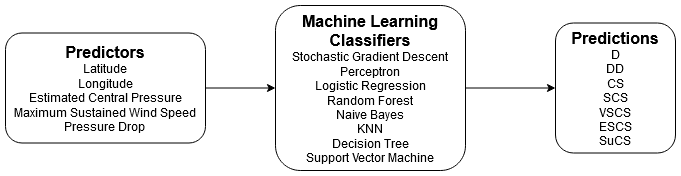 Predictors
Latitude
Longitude
Estimated Central Pressure
Maximum Sustained Wind Speed
Pressure Drop
Machine Learning
Classifiers
Stochastic Gradient Descent
Perceptron
Logistic Regression
Random Forest
Naive Bayes
KNN
Decision Tree
Support Vector Machine
Predictions
D
DD
CS
SCS
VSCS
ESCS
SuCS